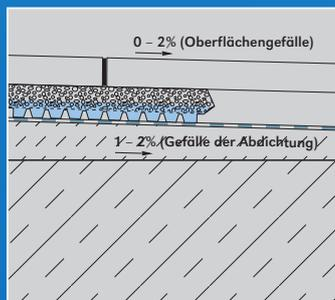 0 – 2% (Oberflächengefälle)
1 – 2% (Gefälle der Abdichtung)